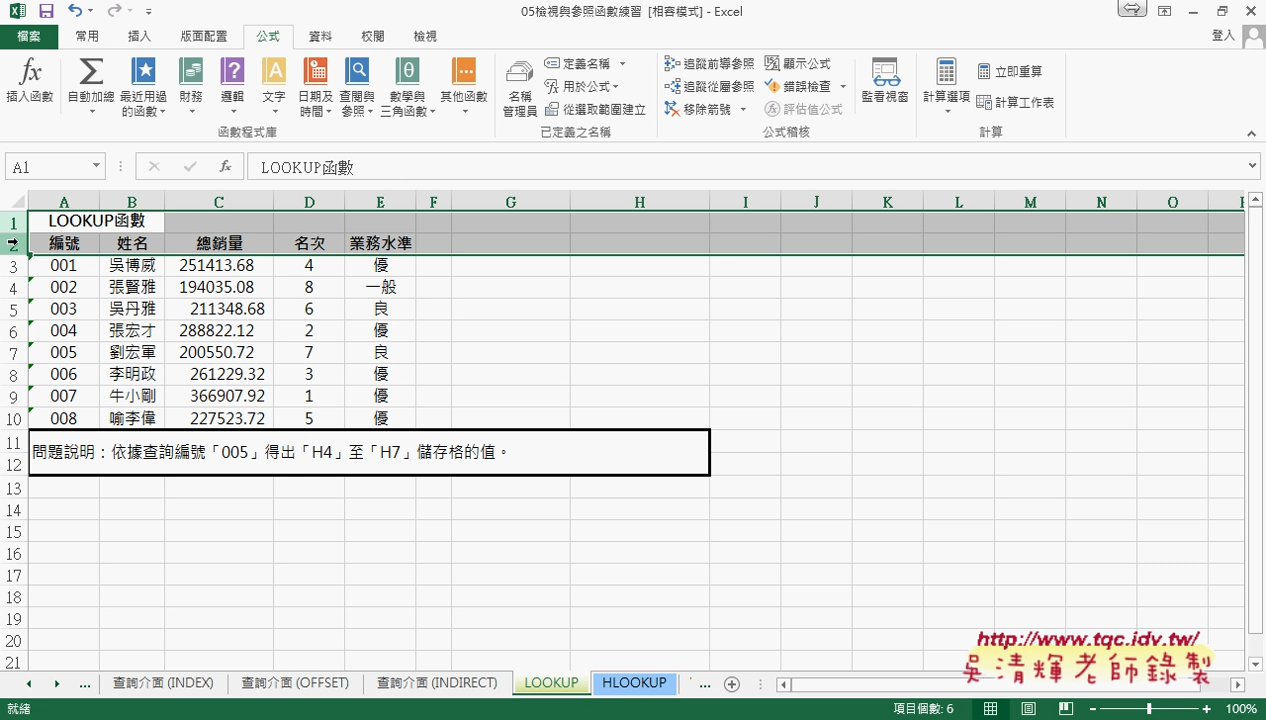 05檢視與參照函數練習 [相容模式] - Excel
檔案 常用 插入 版面配置 公式 資料 校閱 檢視 登入
插入函數 自動加總 最近用過的函數 財務 邏輯 文字 日期及時間 查閱與參照 數學與三角函數 其他函數
函數程式庫
名稱管理員 定義名稱 用於公式 從選取範圍建立
已定義之名稱
追蹤前導參照 追蹤從屬參照 移除箭號 顯示公式 錯誤檢查 評估值公式
公式稽核
監看視窗
計算選項 立即重算 計算工作表
計算
A1 fx LOOKUP函數
A B C D E F G H I J K L M N O
1 LOOKUP函數
2 編號 姓名 總銷量 名次 業務水準
3 001 吳博威 251413.68 4 優
4 002 張賢雅 194035.08 8 一般
5 003 吳丹雅 211348.68 6 良
6 004 張宏才 288822.12 2 優
7 005 劉宏軍 200550.72 7 良
8 006 李明政 261229.32 3 優
9 007 牛小剛 366907.92 1 優
10 008 喻李偉 227523.72 5 優
11
問題說明：依據查詢編號「005」得出「H4」至「H7」儲存格的值。
12
13
14
15
16
17
18
19
20
21
http://www.tqc.idv.tw/
吳清輝老師錄製
... 查詢介面 (INDEX) 查詢介面 (OFFSET) 查詢介面 (INDIRECT) LOOKUP HLOOKUP ...
就緒 項目個數: 6 100%